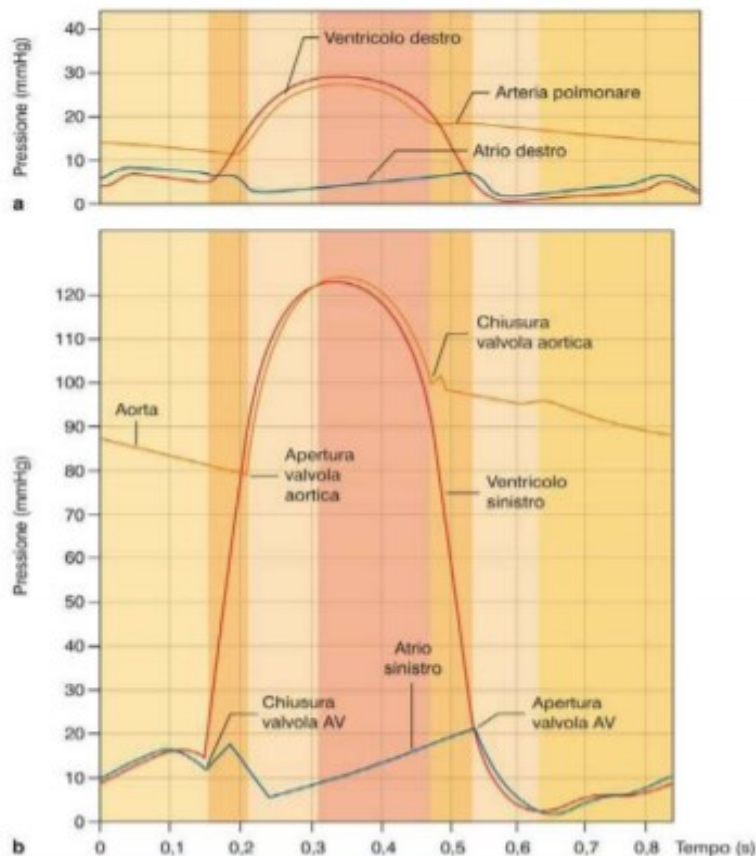 Pressione (mmHg)
40
30
20
10
0
Ventricolo destro
Arteria polmonare
Atrio destro
a
Pressione (mmHg)
120
110
100
90
80
70
60
50
40
30
20
10
0
Chiusura
valvola aortica
Aorta
Apertura
valvola
aortica
Ventricolo
sinistro
Atrio
sinistro
Chiusura
valvola AV
Apertura
valvola AV
b
0 0,1 0,2 0,3 0,4 0,5 0,6 0,7 0,8 Tempo (s)